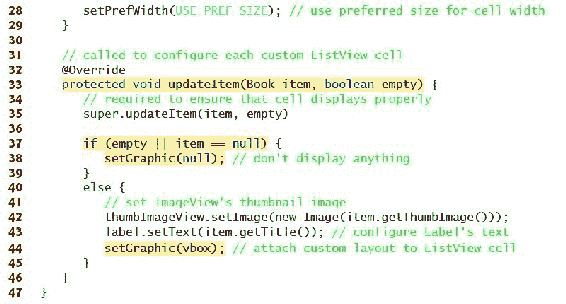 28 setPrefWidth(USE_PREF_SIZE); // use preferred size for cell width
29 }
30
31 // called to configure each custom ListView cell
32 @Override
33 protected void updateItem(Book item, boolean empty) {
34 // required to ensure that cell displays properly
35 super.updateItem(item, empty)
36
37 if (empty || item == null) {
38 setGraphic(null); // don't display anything
39 }
40 else {
41 // set ImageView's thumbnail image
42 thumbImageView.setImage(new Image(item.getThumbImage()));
43 label.setText(item.getTitle()); // configure Label's text
44 setGraphic(vbox); // attach custom layout to ListView cell
45 }
46 }
47 }